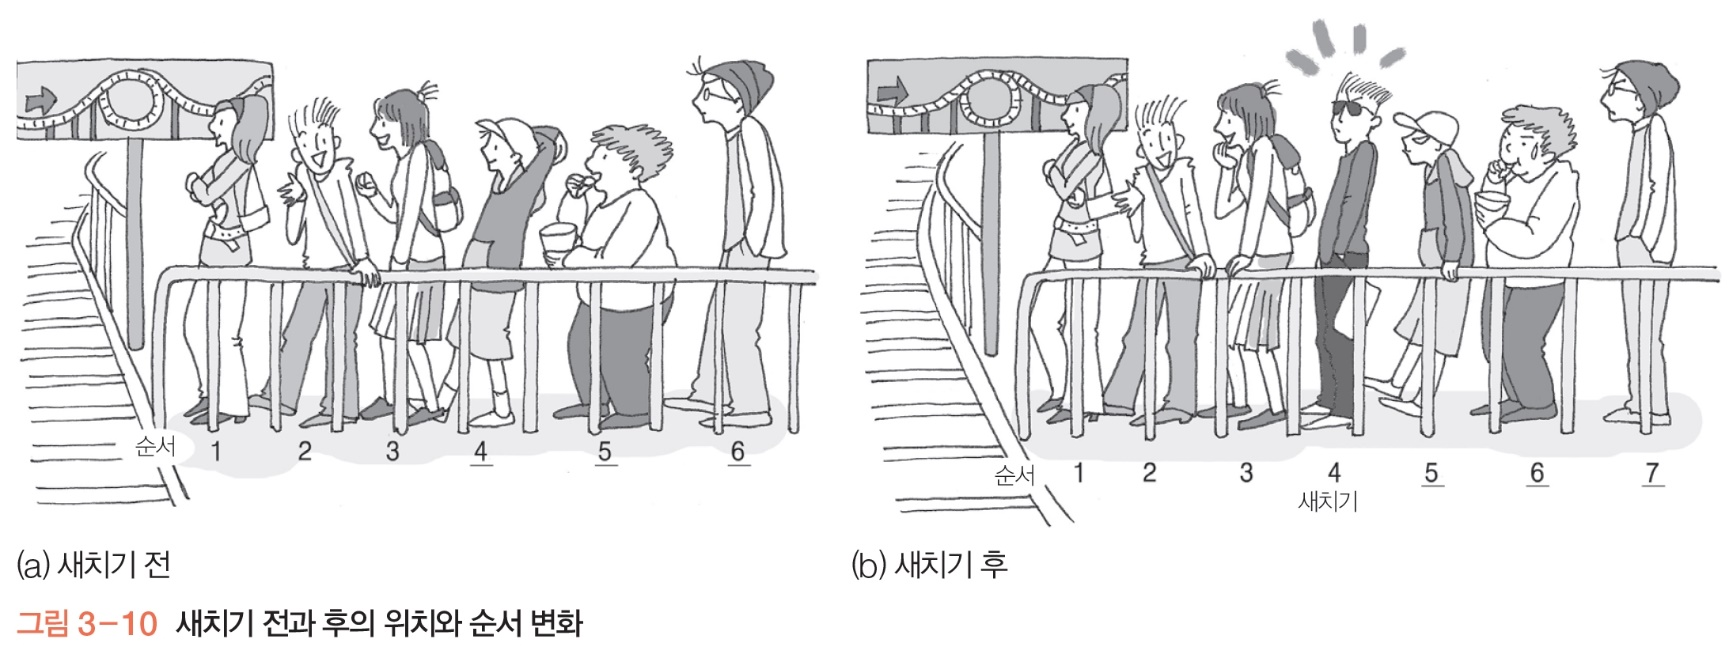 순서 1 2 3 4 5 6
순서 1 2 3 4 5 6 7
새치기
(a) 새치기 전
(b) 새치기 후
그림 3-10 새치기 전과 후의 위치와 순서 변화